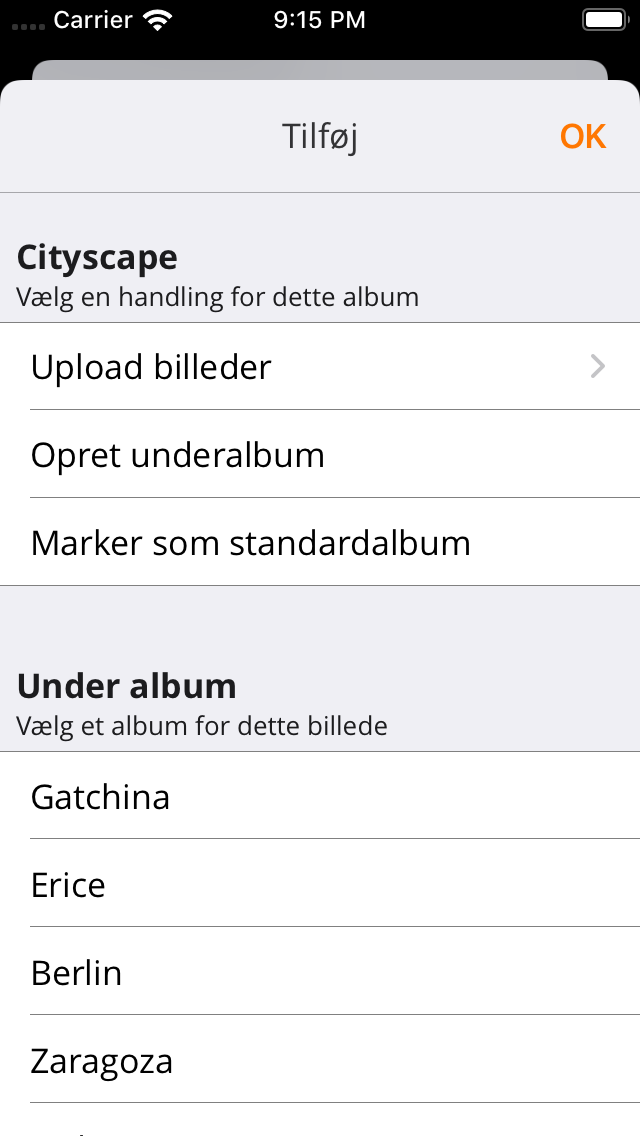 Carrier 9:15 PM
Tilføj OK
Cityscape
Vælg en handling for dette album
Upload billeder
Opret underalbum
Marker som standardalbum
Under album
Vælg et album for dette billede
Gatchina
Erice
Berlin
Zaragoza